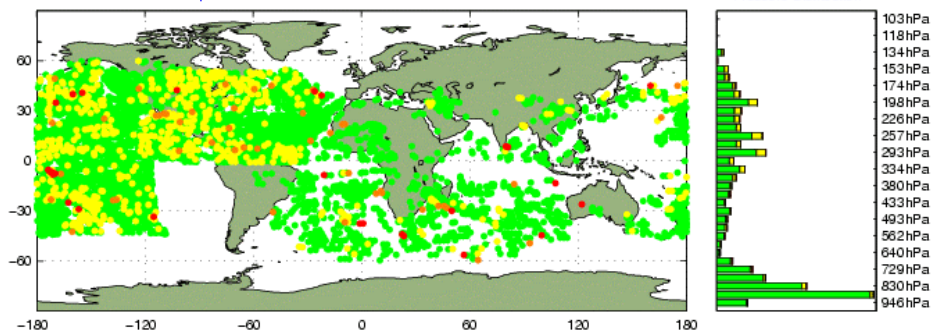 60
30
0
−30
−60
−180
−120
−60
0
60
120
180
103hPa
118hPa
134hPa
153hPa
174hPa
198hPa
226hPa
257hPa
293hPa
334hPa
380hPa
433hPa
493hPa
562hPa
640hPa
729hPa
830hPa
946hPa